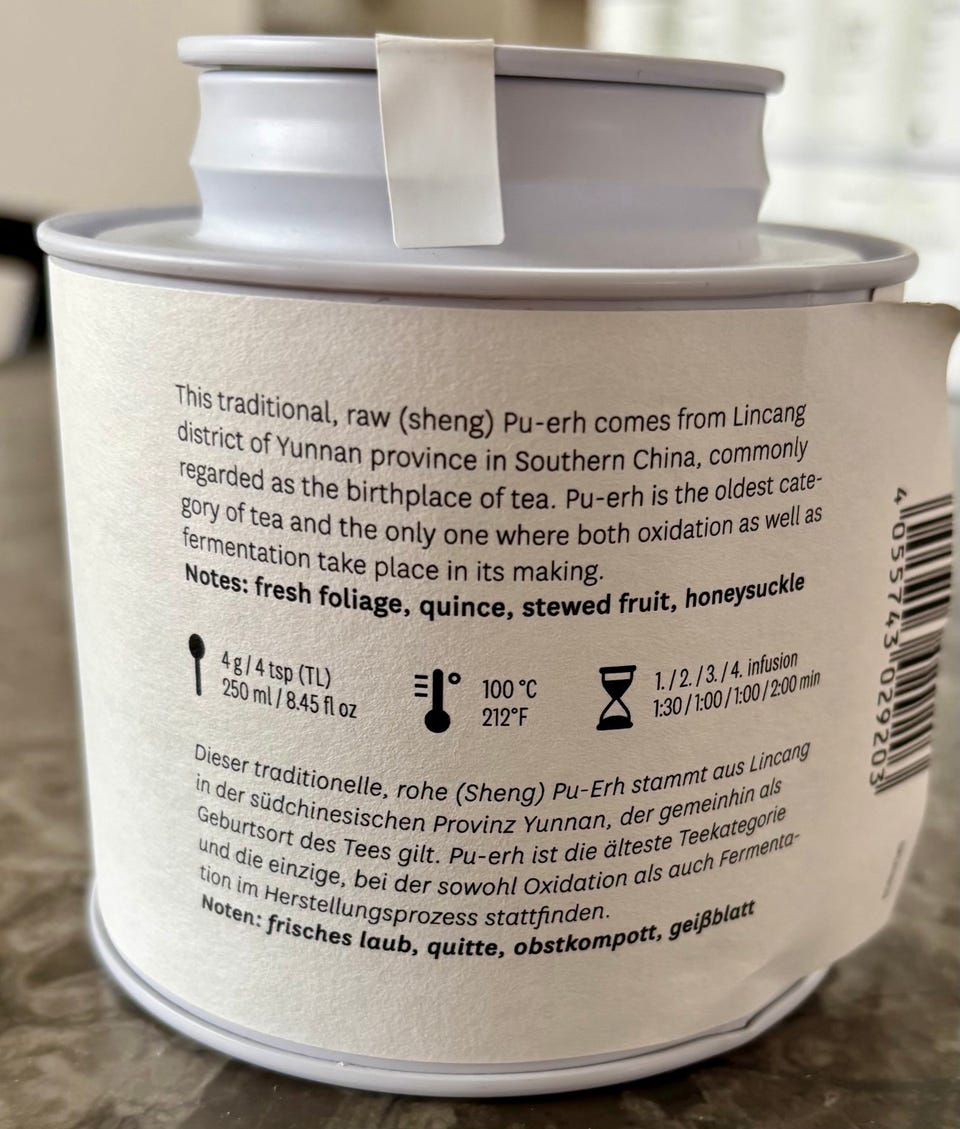 This traditional, raw (sheng) Pu-erh comes from Lincang
district of Yunnan province in Southern China, commonly
regarded as the birthplace of tea. Pu-erh is the oldest cate-
gory of tea and the only one where both oxidation as well as
fermentation take place in its making.
Notes: fresh foliage, quince, stewed fruit, honeysuckle
4 g / 4 tsp (TL)
250 ml / 8.45 fl oz
100 °C
212°F
1. / 2. / 3. / 4. infusion
1:30 / 1:00 / 1:00 / 2:00 min
Dieser traditionelle, rohe (Sheng) Pu-Erh stammt aus Lincang
in der südchinesischen Provinz Yunnan, der gemeinhin als
Geburtsort des Tees gilt. Pu-erh ist die älteste Teekategorie
und die einzige, bei der sowohl Oxidation als auch Fermenta-
tion im Herstellungsprozess stattfinden.
Noten: frisches laub, quitte, obstkompott, geißblatt
4 055743 029203